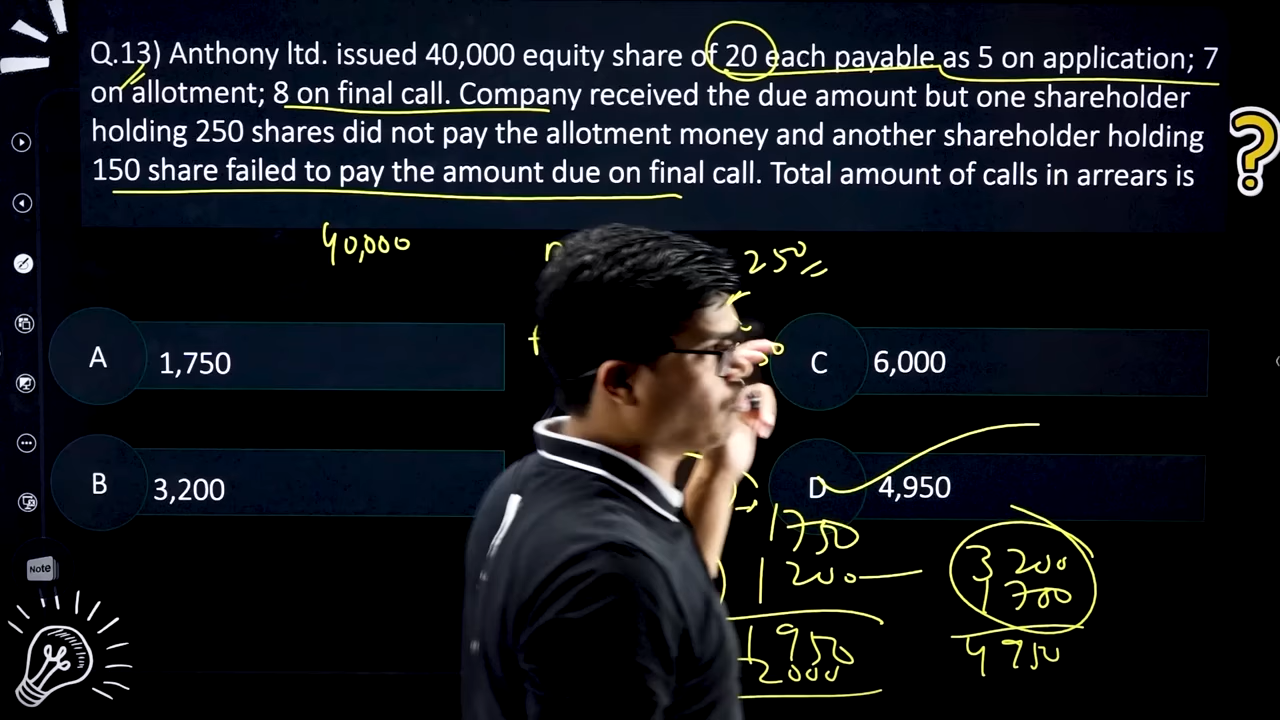 Q.13) Anthony ltd. issued 40,000 equity share of 20 each payable as 5 on application; 7
on allotment; 8 on final call. Company received the due amount but one shareholder
holding 250 shares did not pay the allotment money and another shareholder holding
150 share failed to pay the amount due on final call. Total amount of calls in arrears is
40,000
250
A 1,750
C 6,000
B 3,200
D 4,950
1750
1200
1950
2000
3200
1700
4950
Note